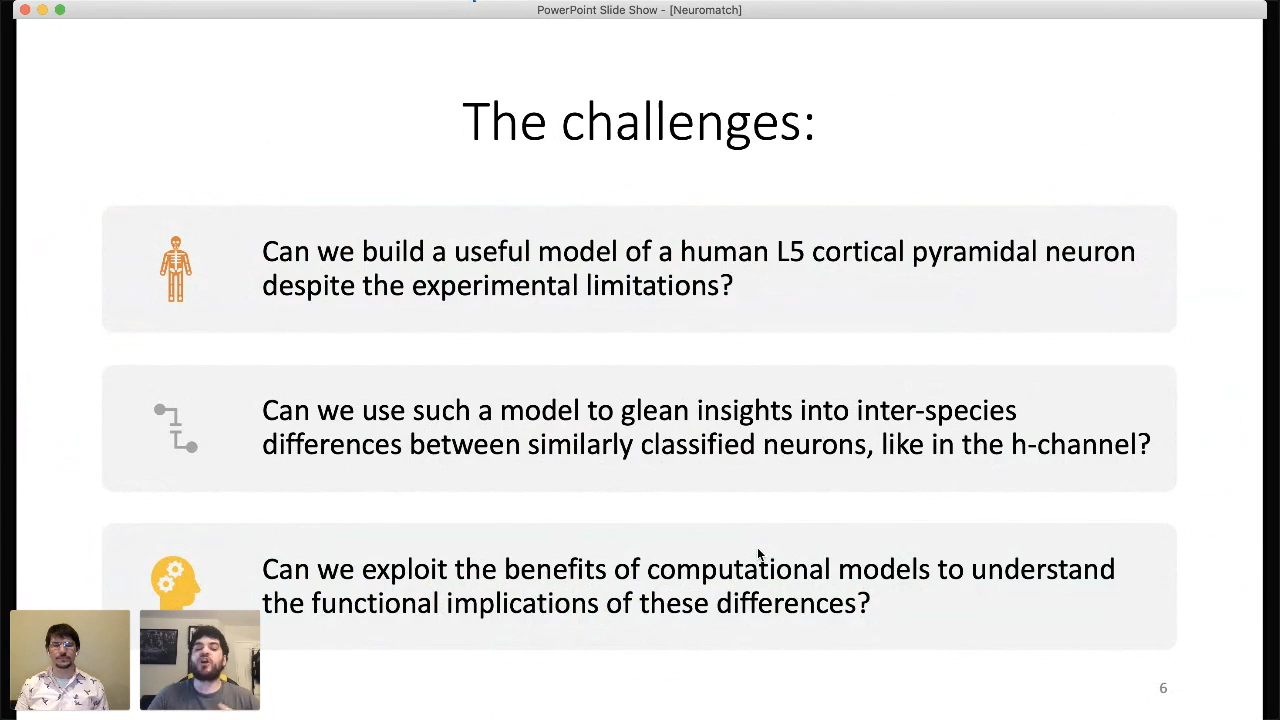 PowerPoint Slide Show - [Neuromatch]
The challenges:
Can we build a useful model of a human L5 cortical pyramidal neuron
despite the experimental limitations?
Can we use such a model to glean insights into inter-species
differences between similarly classified neurons, like in the h-channel?
Can we exploit the benefits of computational models to understand
the functional implications of these differences?
6